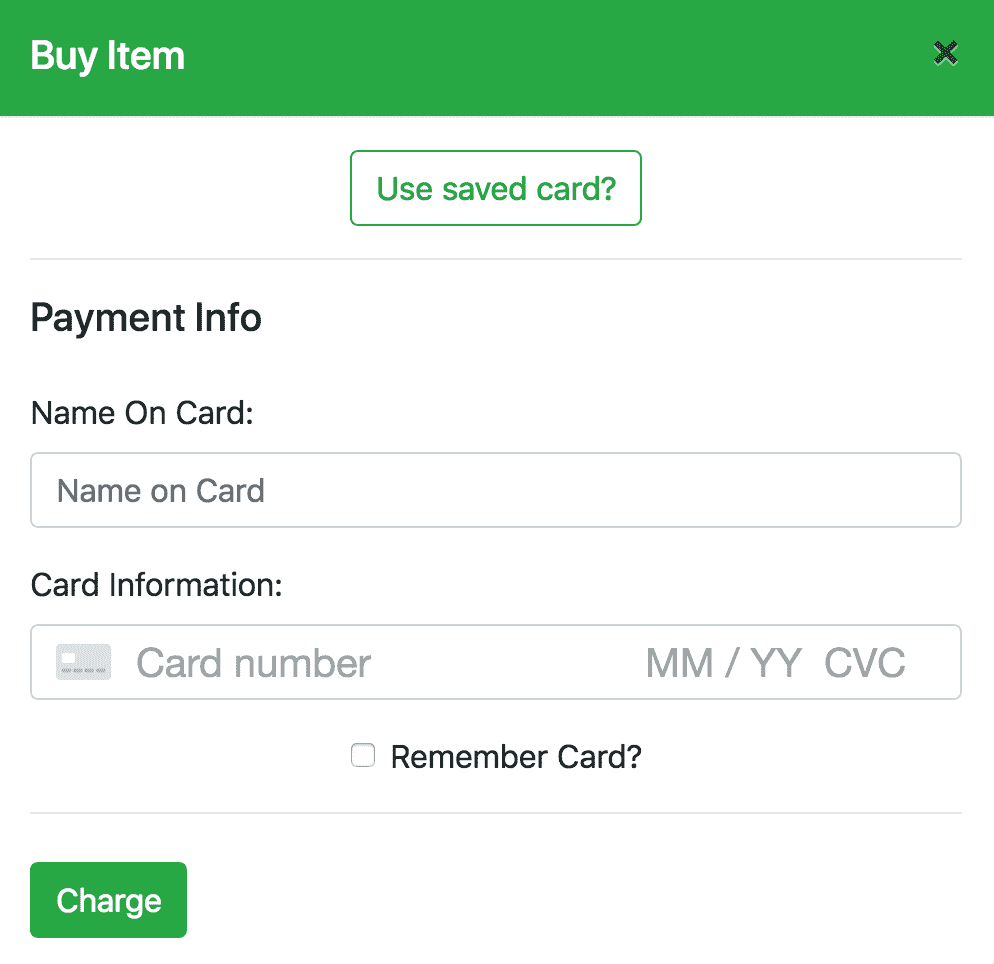 Buy Item
Use saved card?
Payment Info
Name On Card:
Name on Card
Card Information:
Card number MM / YY CVC
Remember Card?
Charge